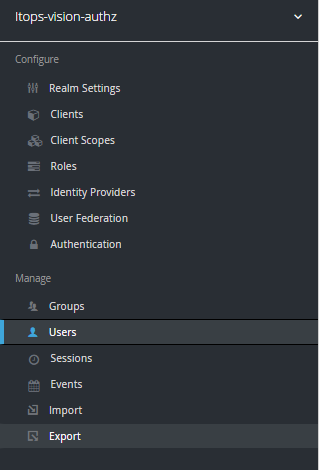 Itops-vision-authz
Configure
Realm Settings
Clients
Client Scopes
Roles
Identity Providers
User Federation
Authentication
Manage
Groups
Users
Sessions
Events
Import
Export